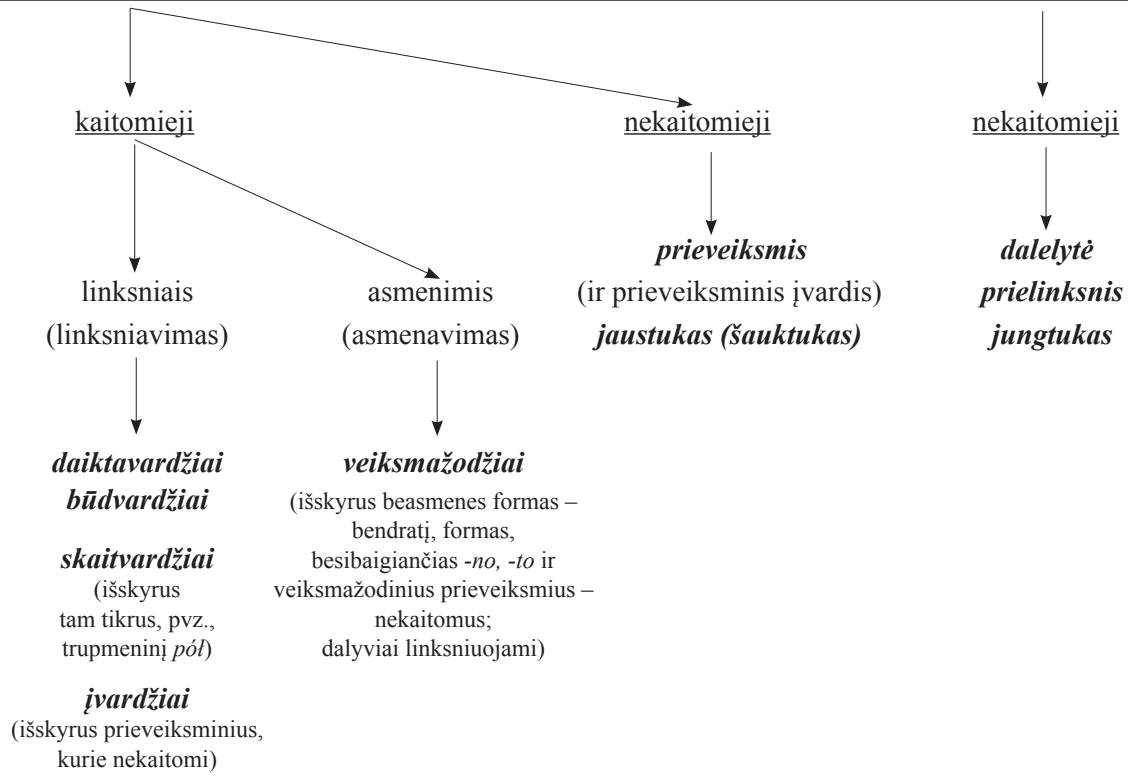 kaitomieji
nekaitomieji
nekaitomieji
linksniais
(linksniavimas)
asmenimis
(asmenavimas)
prieveiksmis
(ir prieveiksminis įvardis)
jaustukas (šauktukas)
dalelytė
prielinksnis
jungtukas
daiktavardžiai
būdvardžiai
skaitvardžiai
(išskyrus
tam tikrus, pvz.,
trupmeninį pół)
įvardžiai
(išskyrus prieveiksminius,
kurie nekaitomi)
veiksmažodžiai
(išskyrus beasmenes formas –
bendratį, formas,
besibaigiančias -no, -to ir
veiksmažodinius prieveiksmius –
nekaitomus;
dalyviai linksniuojami)